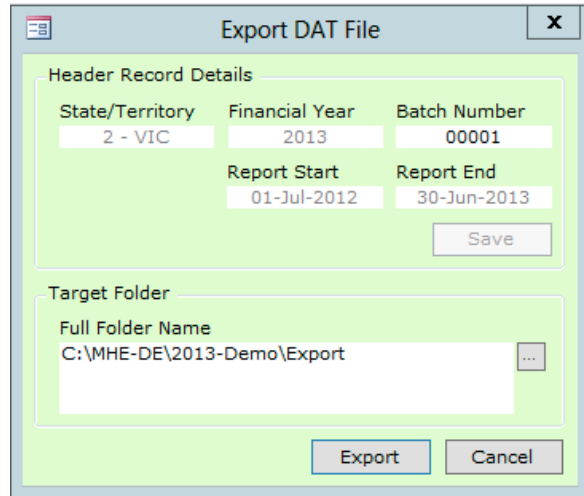 Export DAT File
x
Header Record Details
State/Territory Financial Year Batch Number
2 - VIC 2013 00001
Report Start Report End
01-Jul-2012 30-Jun-2013
Save
Target Folder
Full Folder Name
C:\MHE-DE\2013-Demo\Export
...
Export Cancel